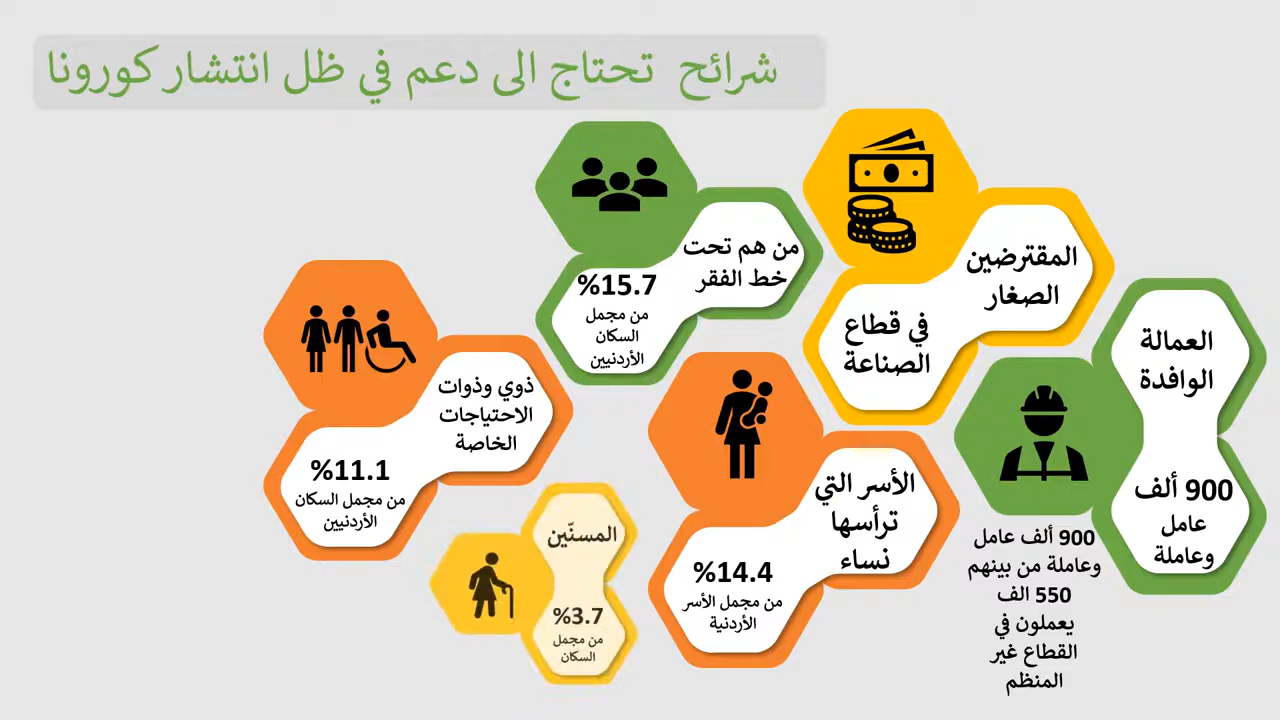 شرائح تحتاج الى دعم في ظل انتشار كورونا
العمالة
الوافدة
900 ألف
عامل
وعاملة
900 ألف عامل
وعاملة من بينهم
550 الف
يعملون في
القطاع غير
المنظم
المقترضين
الصغار
في قطاع
الصناعة
من هم تحت
خط الفقر
%15.7
من مجمل
السكان
الأردنيين
الأسر التي
ترأسها
نساء
%14.4
من مجمل الأسر
الأردنية
ذوي وذوات
الاحتياجات
الخاصة
%11.1
من مجمل السكان
الأردنيين
المسنّين
%3.7
من مجمل
السكان